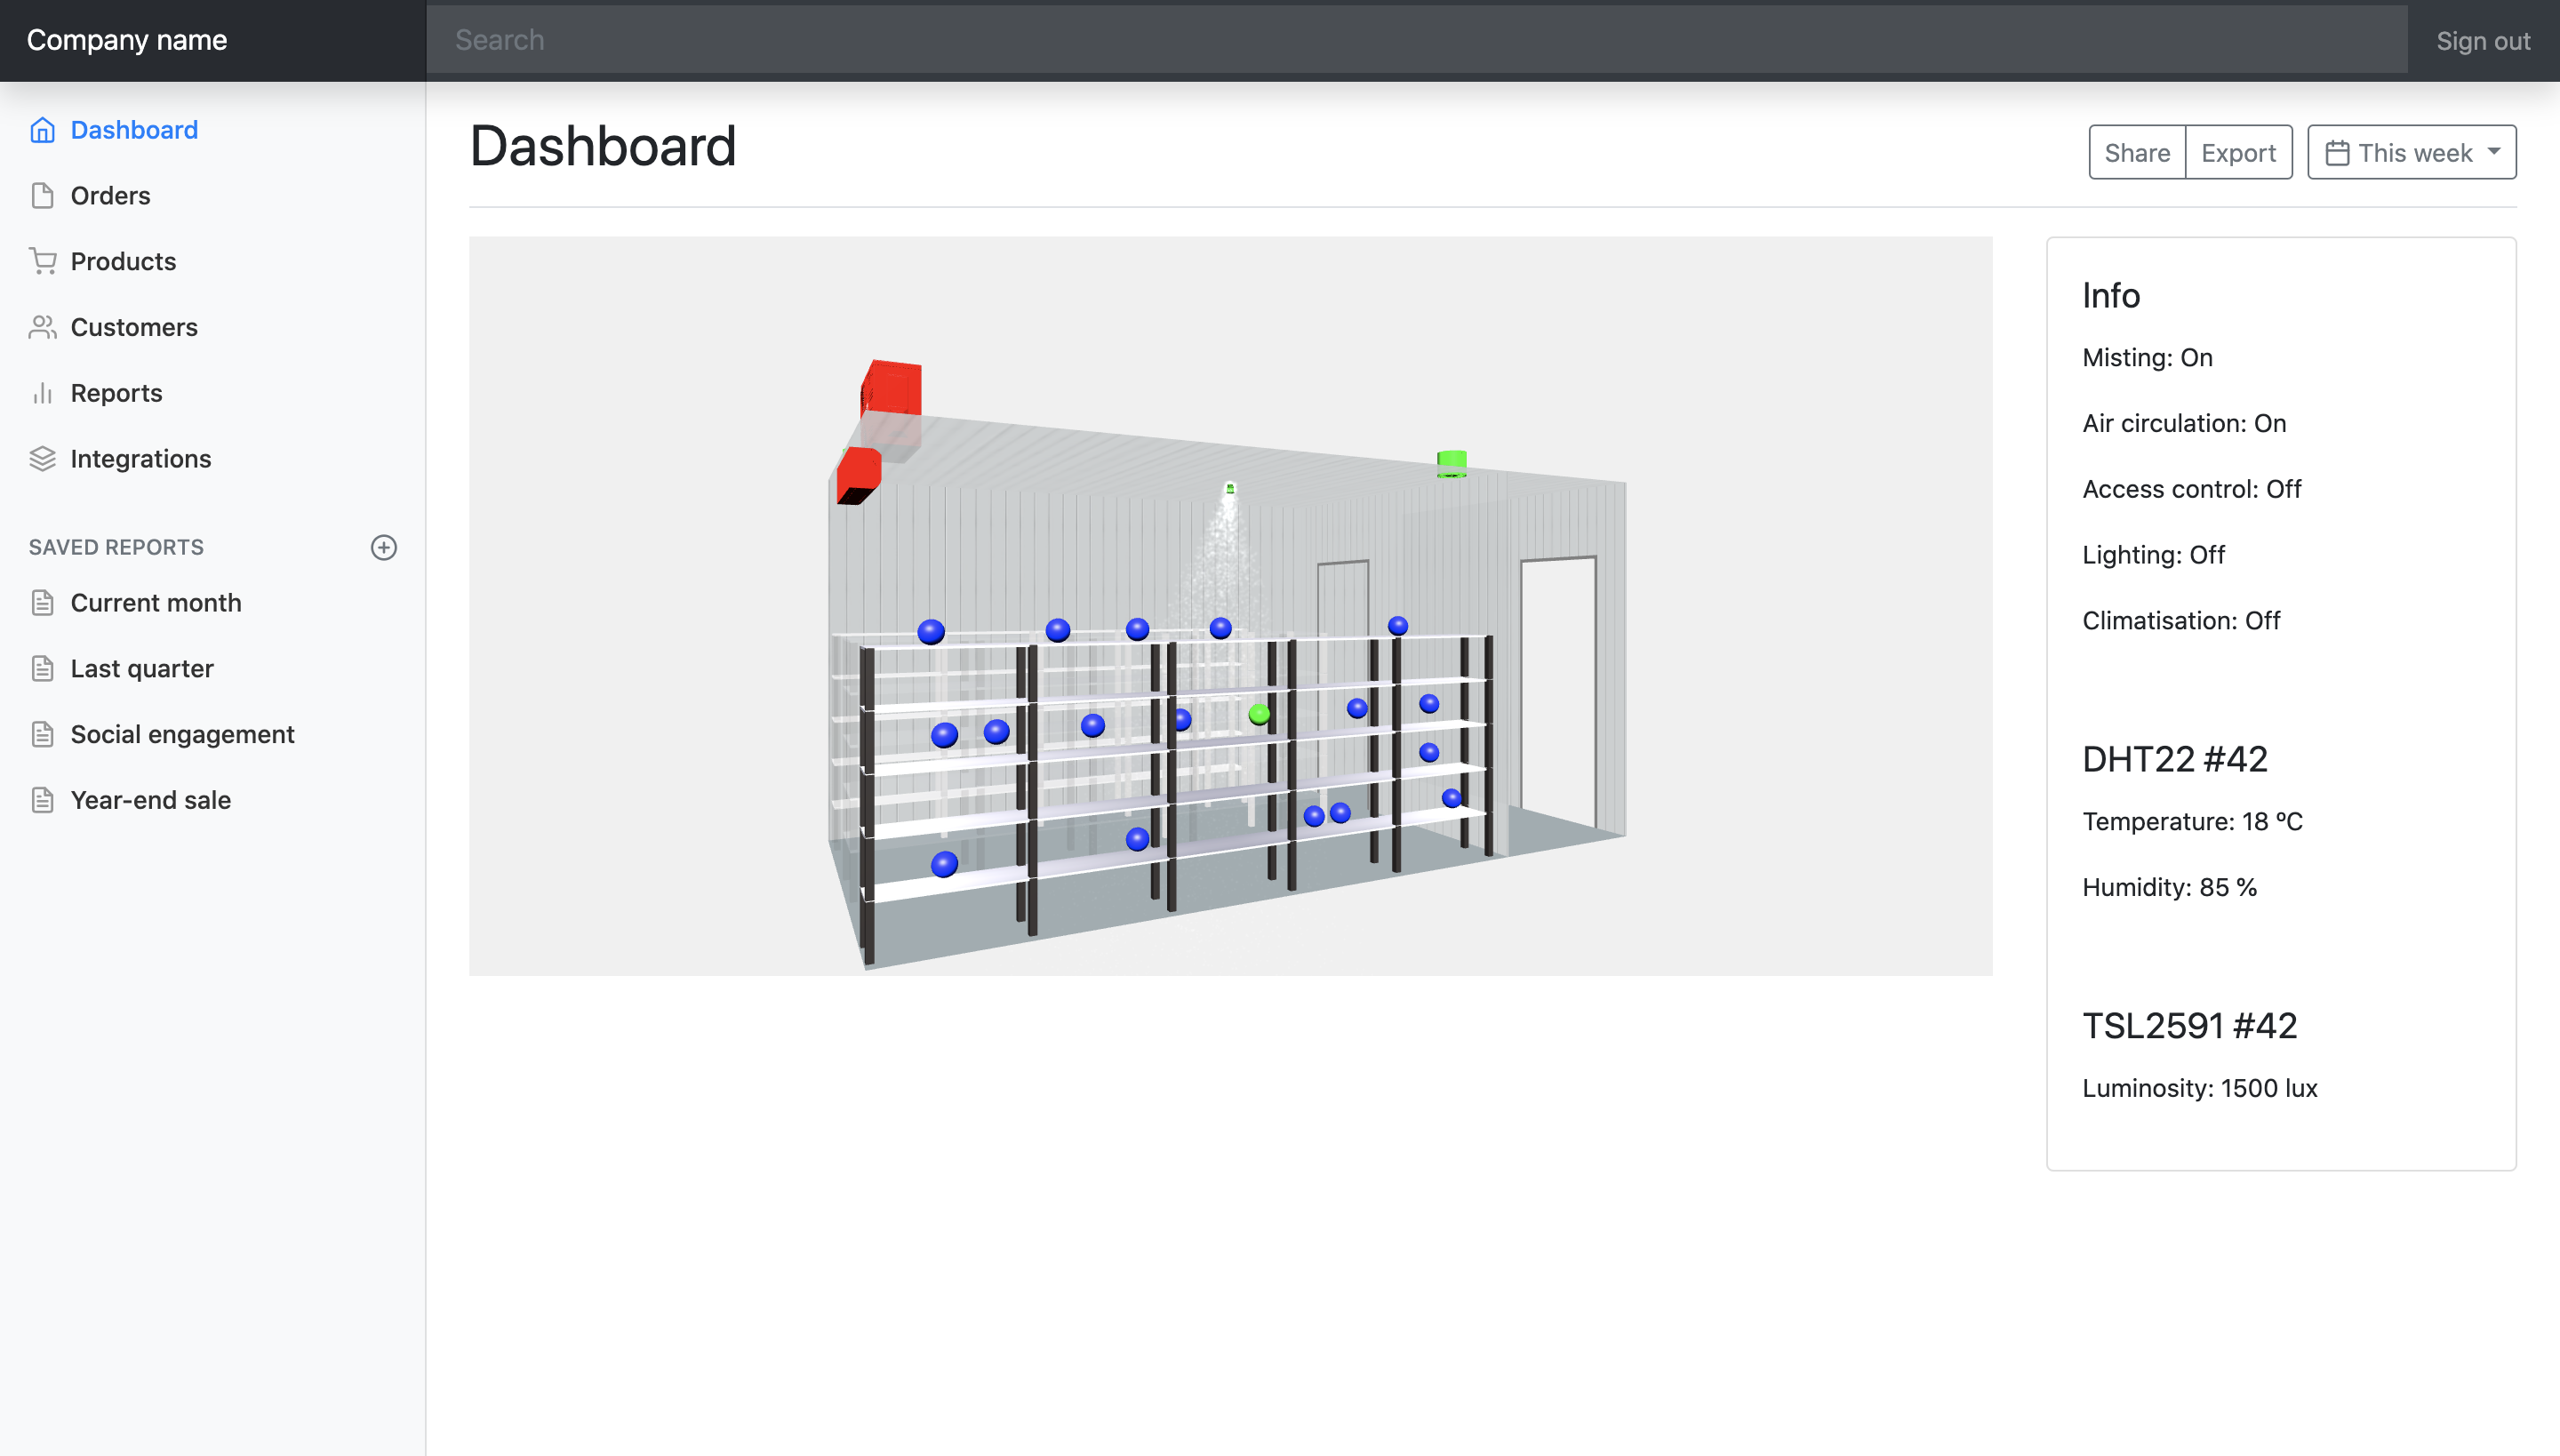 Company name
Search
Sign out
Dashboard
Orders
Products
Customers
Reports
Integrations
SAVED REPORTS
Current month
Last quarter
Social engagement
Year-end sale
Dashboard
Share
Export
This week
Info
Misting: On
Air circulation: On
Access control: Off
Lighting: Off
Climatisation: Off
DHT22 #42
Temperature: 18 ºC
Humidity: 85 %
TSL2591 #42
Luminosity: 1500 lux